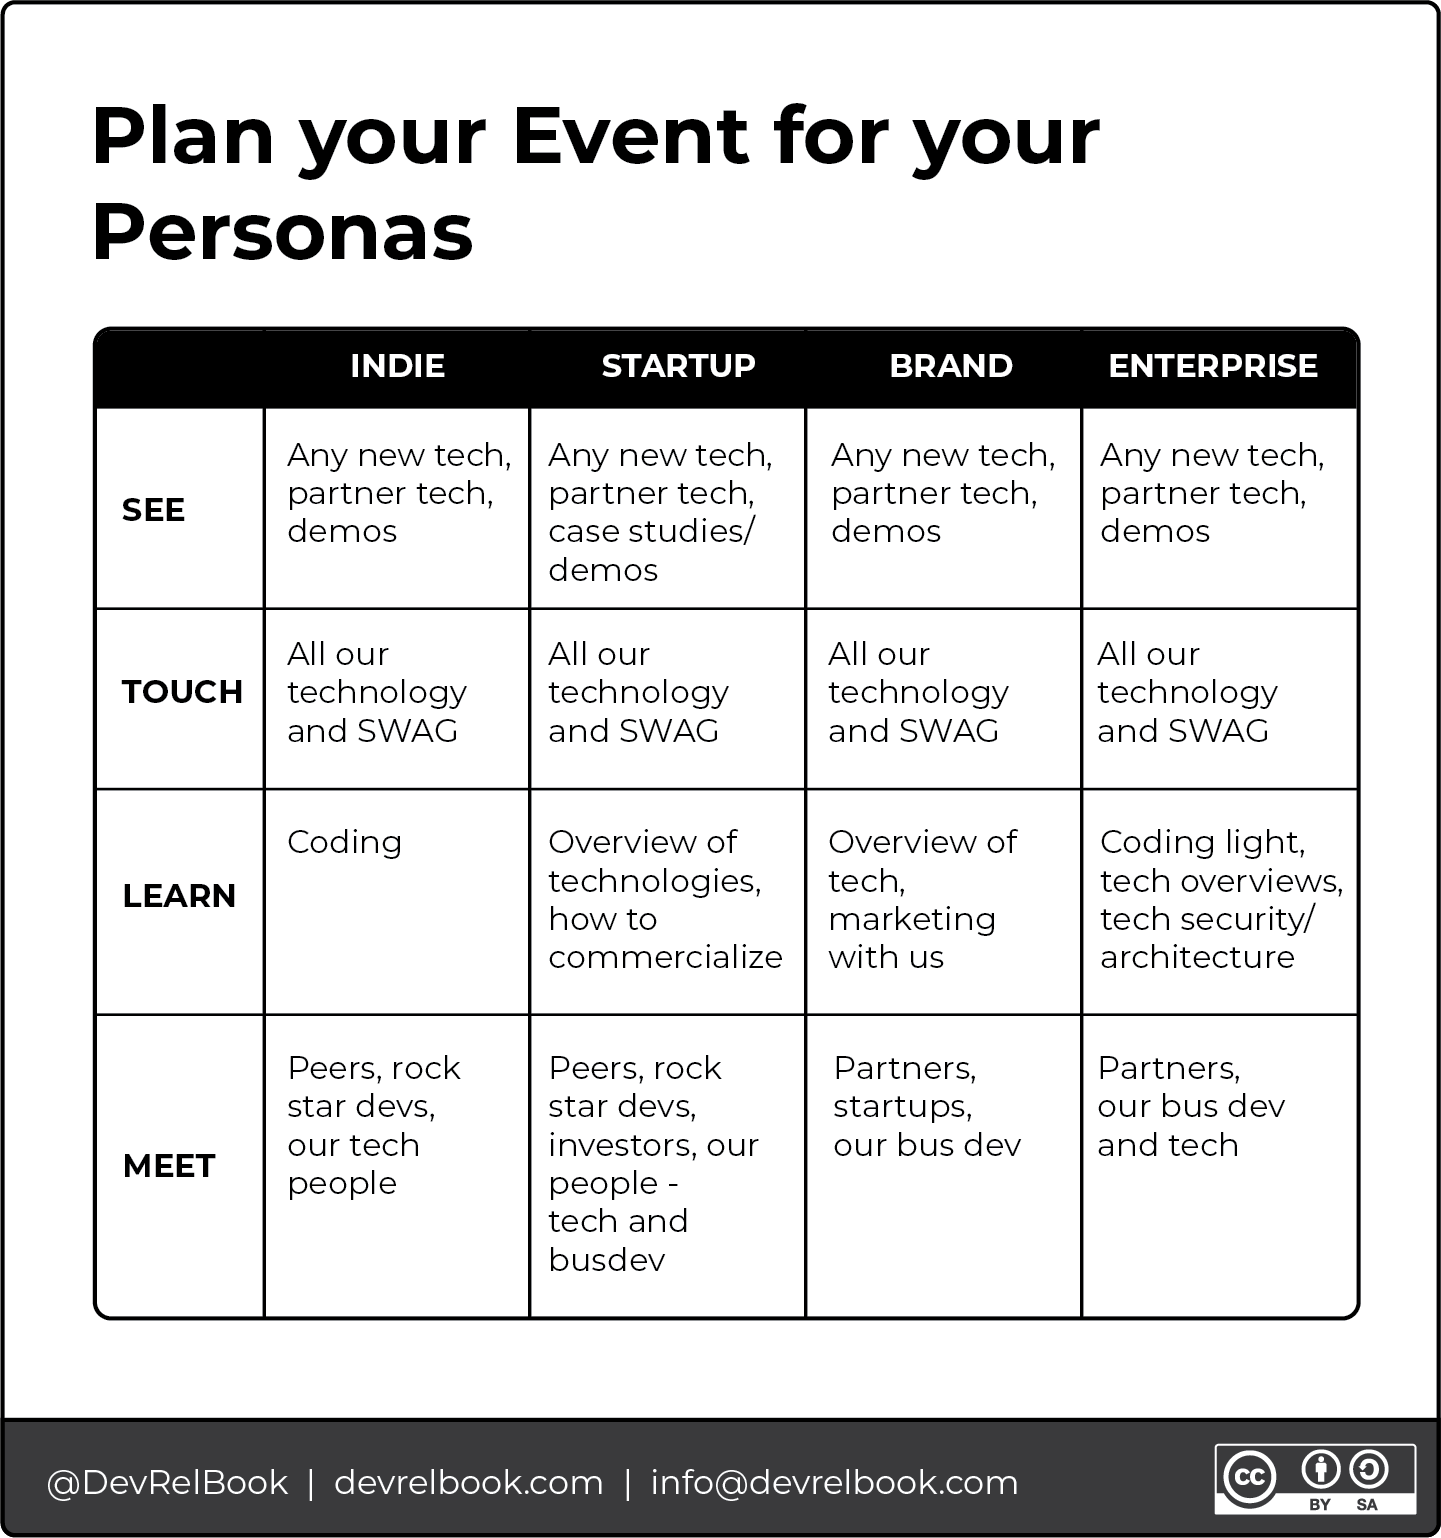 Plan your Event for your
Personas
INDIE STARTUP BRAND ENTERPRISE
SEE
Any new tech,
partner tech,
demos
Any new tech,
partner tech,
case studies/
demos
Any new tech,
partner tech,
demos
Any new tech,
partner tech,
demos
TOUCH
All our
technology
and SWAG
All our
technology
and SWAG
All our
technology
and SWAG
All our
technology
and SWAG
LEARN
Coding
Overview of
technologies,
how to
commercialize
Overview of
tech,
marketing
with us
Coding light,
tech overviews,
tech security/
architecture
MEET
Peers, rock
star devs,
our tech
people
Peers, rock
star devs,
investors, our
people -
tech and
busdev
Partners,
startups,
our bus dev
Partners,
our bus dev
and tech
@DevRelBook | devrelbook.com | info@devrelbook.com
cc
BY SA